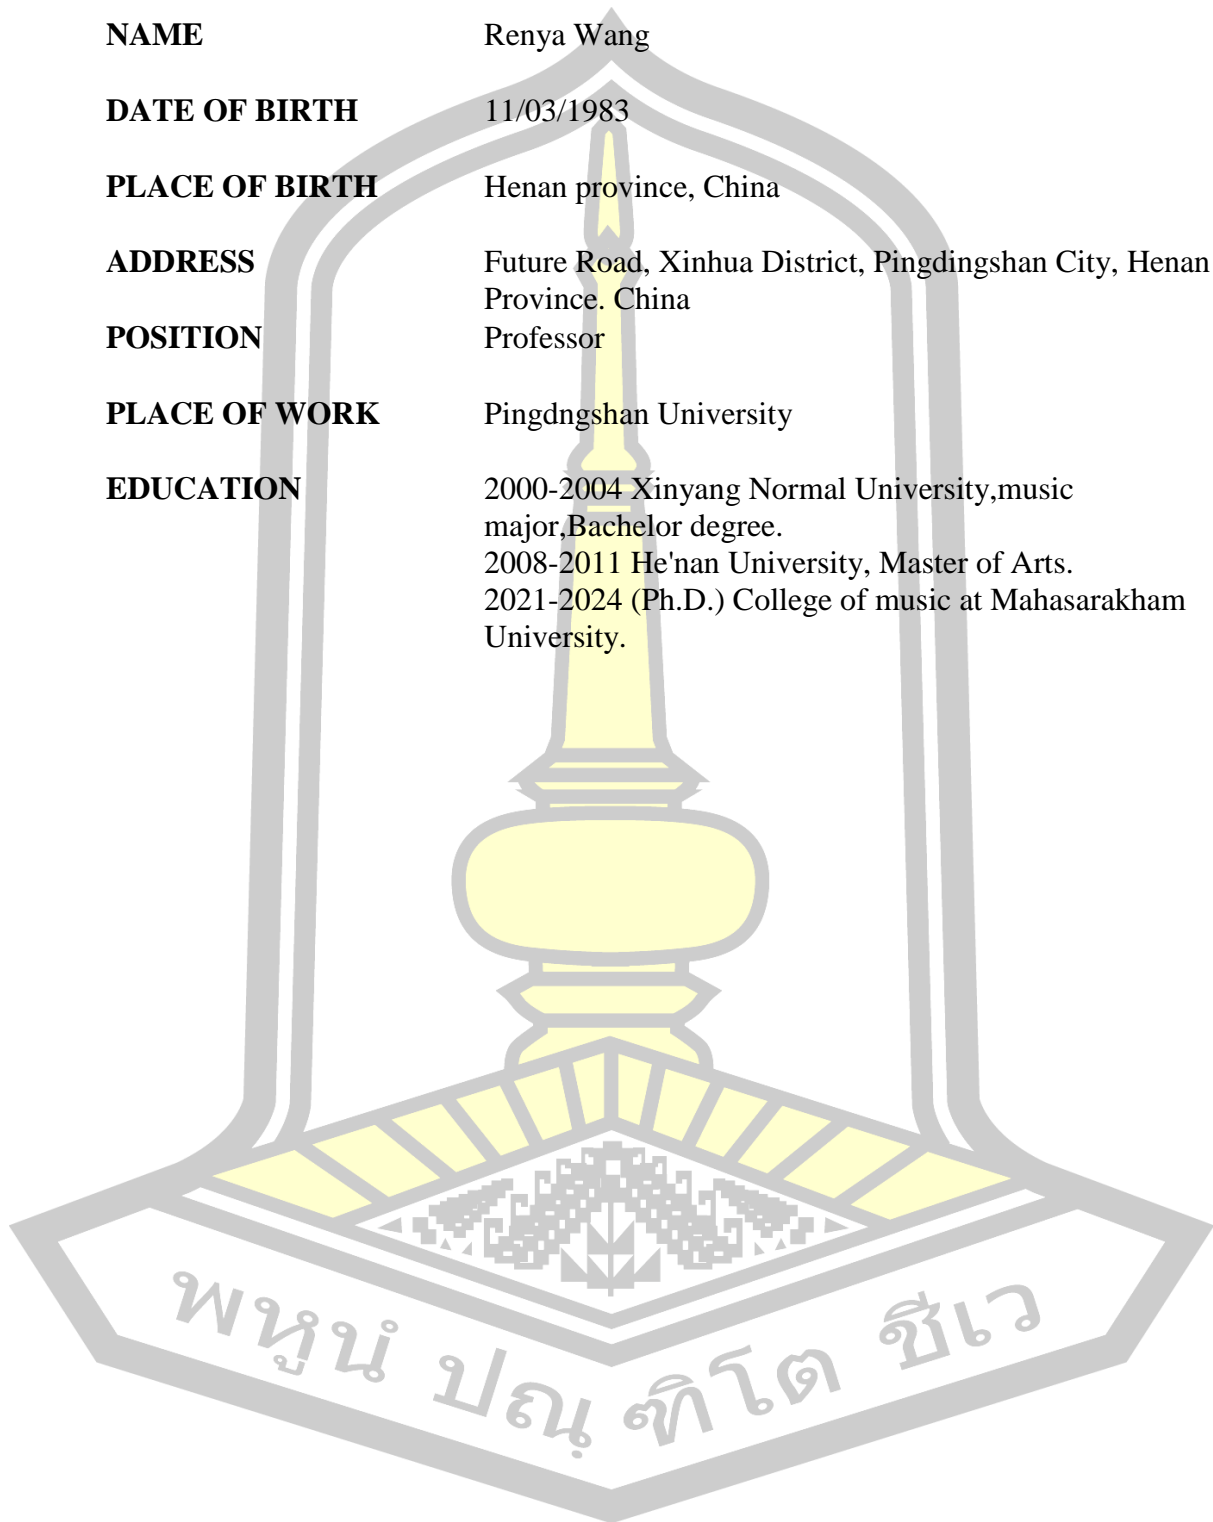 NAME Renya Wang
DATE OF BIRTH 11/03/1983
PLACE OF BIRTH Henan province, China
ADDRESS Future Road, Xinhua District, Pingdingshan City, Henan
Province. China
POSITION Professor
PLACE OF WORK Pingdngshan University
EDUCATION 2000-2004 Xinyang Normal University,music
major,Bachelor degree.
2008-2011 He'nan University, Master of Arts.
2021-2024 (Ph.D.) College of music at Mahasarakham
University.
พหูนํ ปณฺฑิโต ชีเว